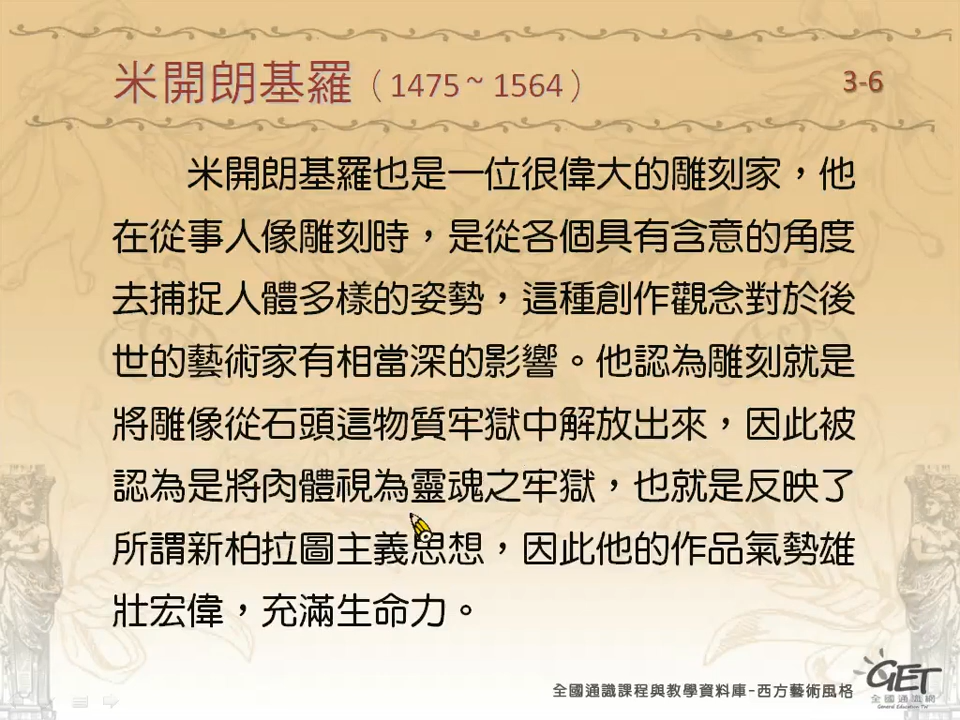 米開朗基羅（1475～1564）
3-6
米開朗基羅也是一位很偉大的雕刻家，他
在從事人像雕刻時，是從各個具有含意的角度
去捕捉人體多樣的姿勢，這種創作觀念對於後
世的藝術家有相當深的影響。他認為雕刻就是
將雕像從石頭這物質牢獄中解放出來，因此被
認為是將肉體視為靈魂之牢獄，也就是反映了
所謂新柏拉圖主義思想，因此他的作品氣勢雄
壯宏偉，充滿生命力。
全國通識課程與教學資料庫-西方藝術風格
GET
全國通識網